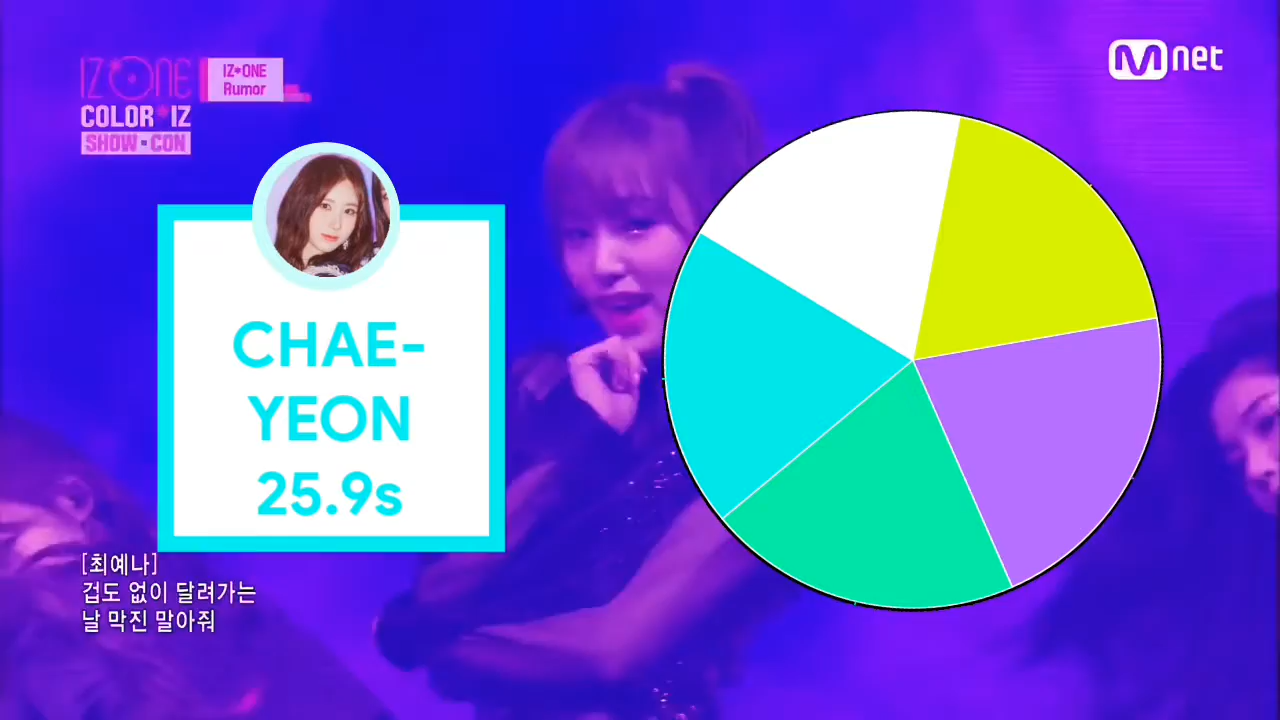 IZ*ONE
COLOR*IZ
SHOW·CON
IZ*ONE
Rumor
Mnet
CHAE-
YEON
25.9s
[최예나]
겁도 없이 달려가는
날 막진 말아줘